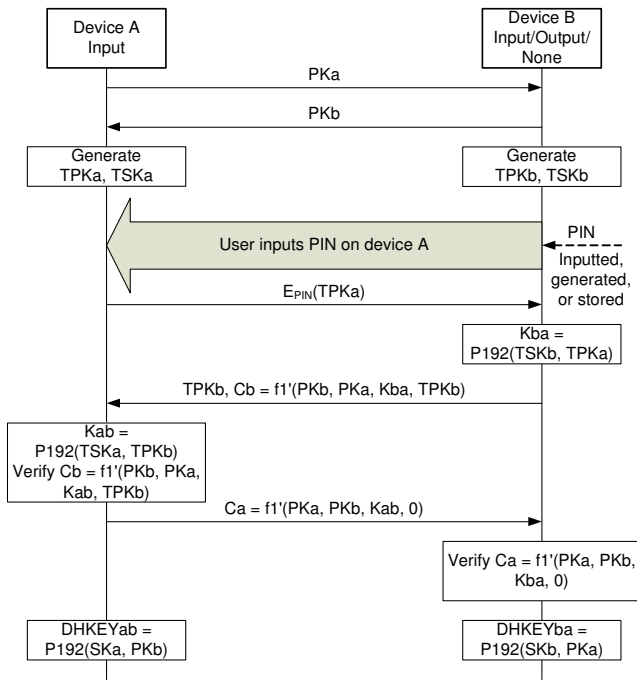 Device A
Input
Device B
Input/Output/
None
PKa
PKb
Generate
TPKa, TSKa
Generate
TPKb, TSKb
User inputs PIN on device A
PIN
Inputted,
generated,
or stored
EPIN(TPKa)
Kba =
P192(TSKb, TPKa)
TPKb, Cb = f1'(PKb, PKa, Kba, TPKb)
Kab =
P192(TSKa, TPKb)
Verify Cb = f1'(PKb, PKa,
Kab, TPKb)
Ca = f1'(PKa, PKb, Kab, 0)
Verify Ca = f1'(PKa, PKb,
Kba, 0)
DHKEYab =
P192(SKa, PKb)
DHKEYba =
P192(SKb, PKa)